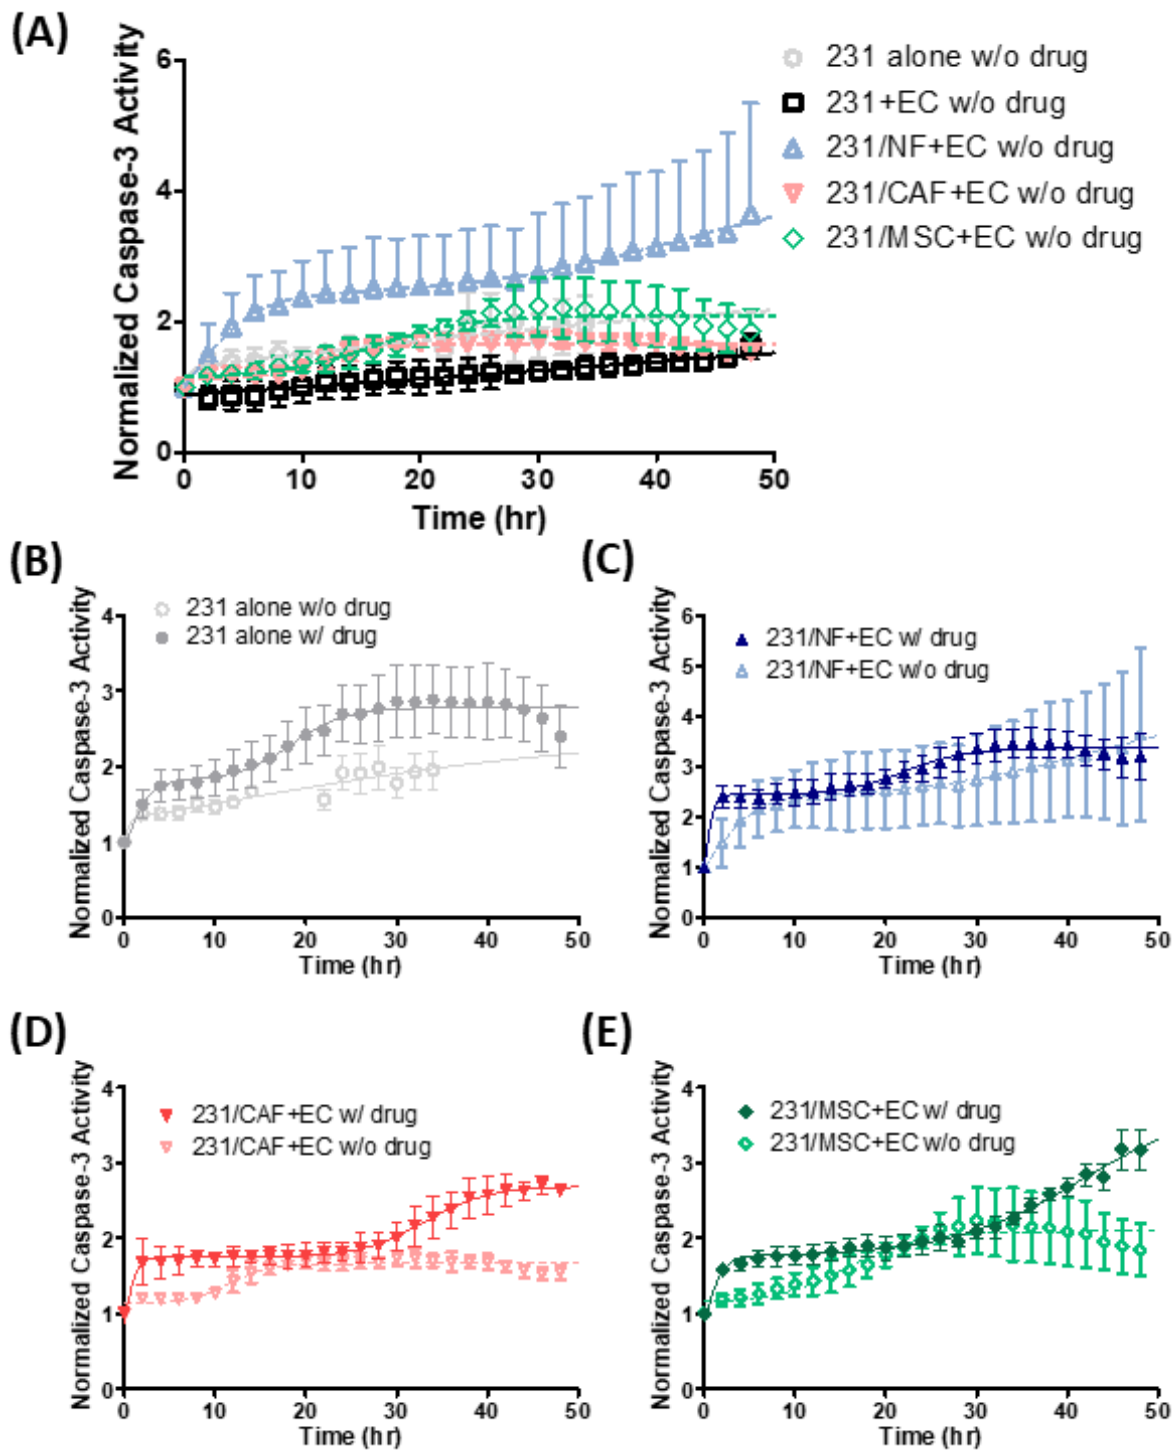 (A)
Normalized Caspase-3 Activity
6
4
2
0
0 10 20 30 40 50
Time (hr)
231 alone w/o drug
231+EC w/o drug
231/NF+EC w/o drug
231/CAF+EC w/o drug
231/MSC+EC w/o drug
(B)
Normalized Caspase-3 Activity
4
3
2
1
0
0 10 20 30 40 50
Time (hr)
231 alone w/o drug
231 alone w/ drug
(C)
Normalized Caspase-3 Activity
6
5
4
3
2
1
0
0 10 20 30 40 50
Time (hr)
231/NF+EC w/ drug
231/NF+EC w/o drug
(D)
Normalized Caspase-3 Activity
4
3
2
1
0
0 10 20 30 40 50
Time (hr)
231/CAF+EC w/ drug
231/CAF+EC w/o drug
(E)
Normalized Caspase-3 Activity
4
3
2
1
0
0 10 20 30 40 50
Time (hr)
231/MSC+EC w/ drug
231/MSC+EC w/o drug